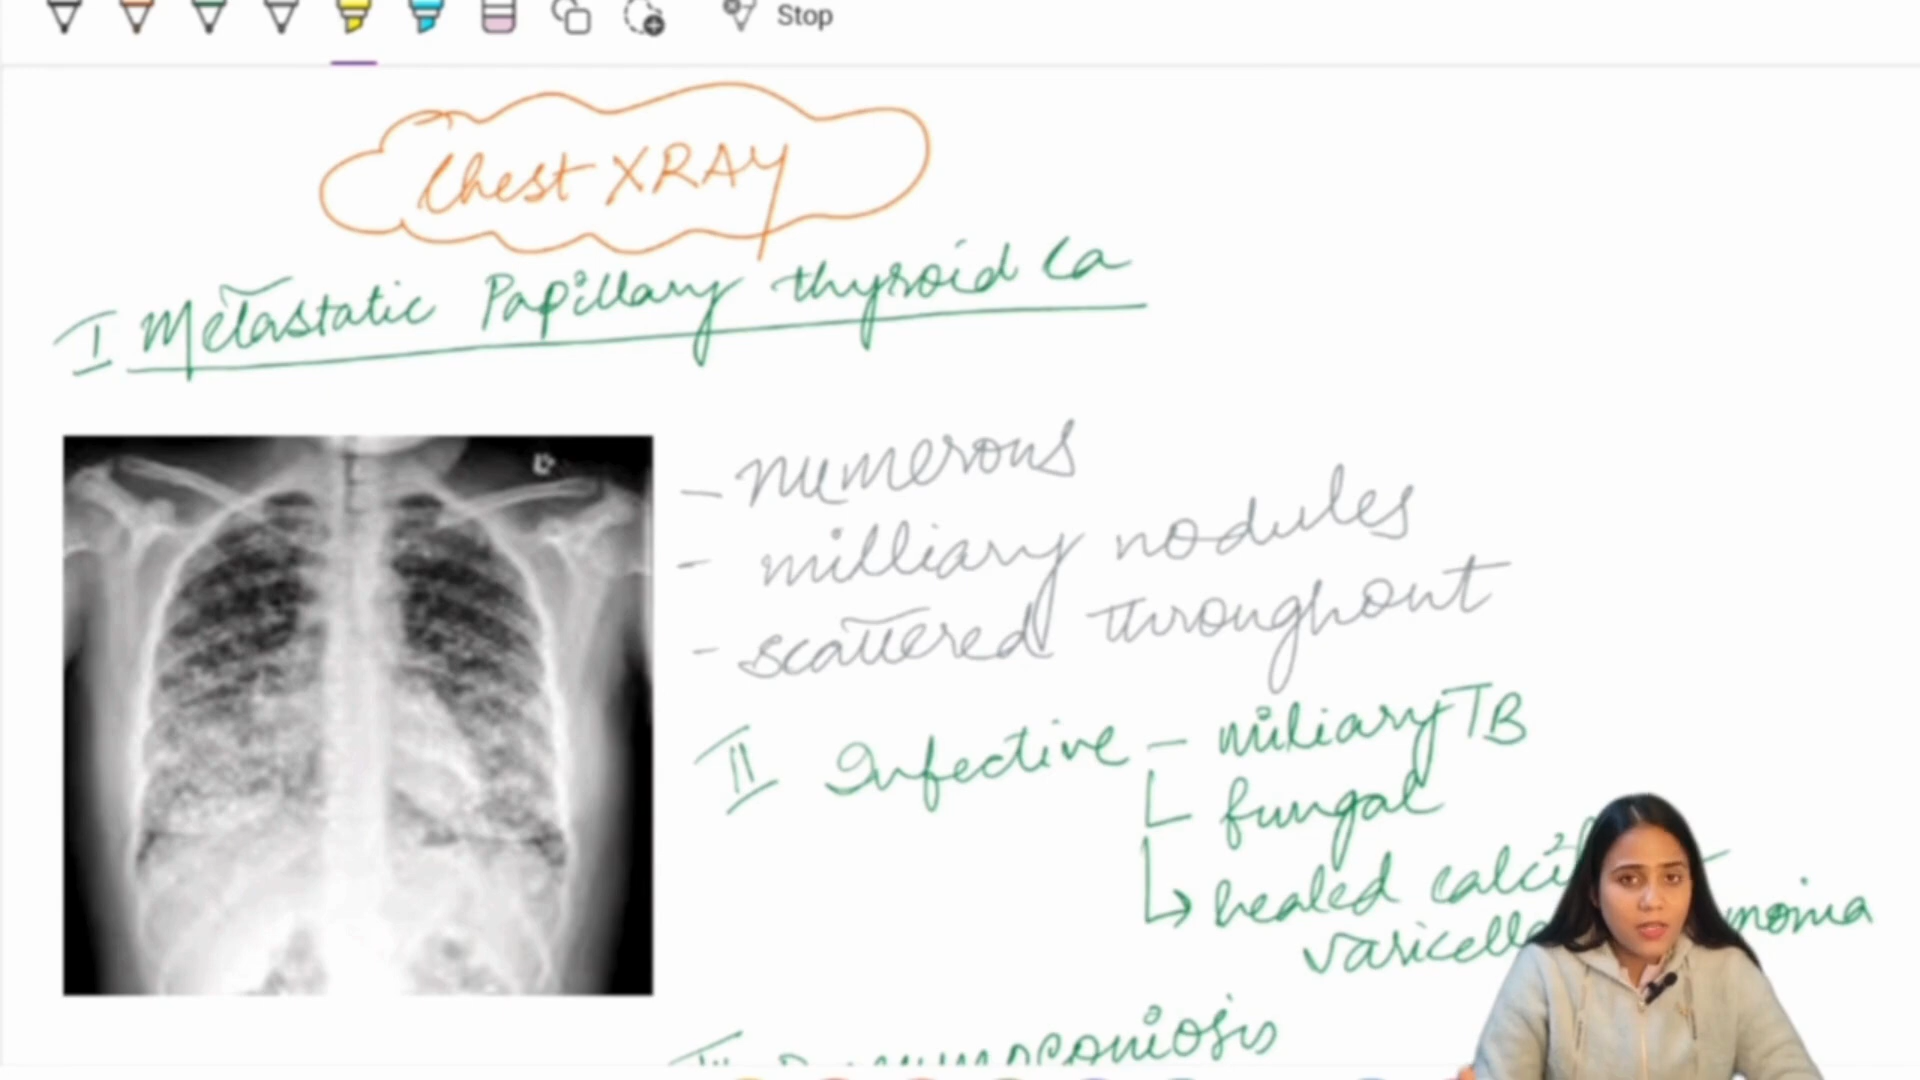 Stop
Chest XRAY
I Metastatic Papillary thyroid Ca
- numerous
- milliary nodules
- scattered throughout
II Infective - miliary TB
fungal
healed
varicella